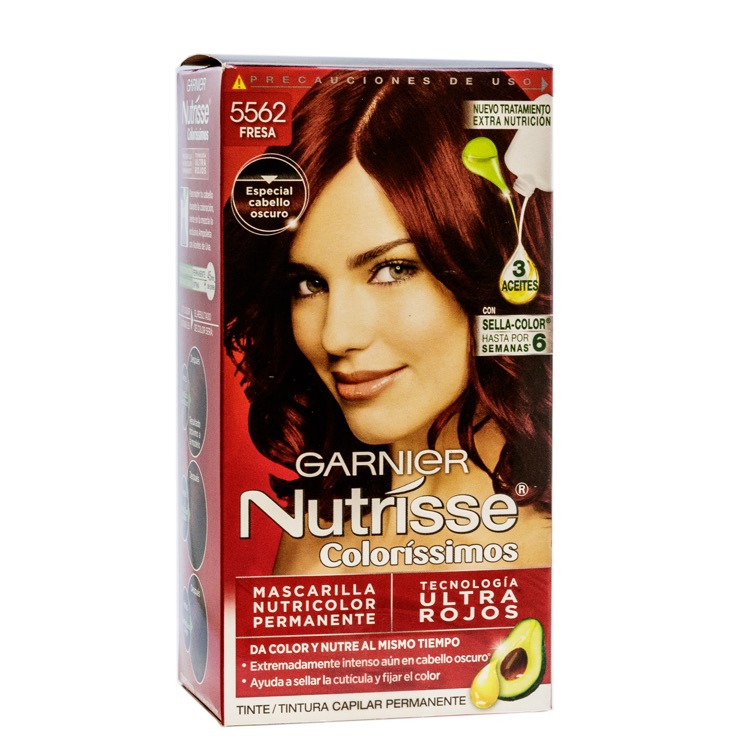 PRECAUCIONES DE USO
5562
FRESA
Especial
cabello
oscuro
NUEVO TRATAMIENTO
EXTRA NUTRICIÓN
3
ACEITES
CON
SELLA-COLOR®
HASTA POR
SEMANAS* 6
GARNIER
Nutrisse®
Coloríssimos
MASCARILLA
NUTRICOLOR
PERMANENTE
TECNOLOGÍA
ULTRA
ROJOS
DA COLOR Y NUTRE AL MISMO TIEMPO
• Extremadamente intenso aún en cabello oscuro*
• Ayuda a sellar la cutícula y fijar el color
TINTE / TINTURA CAPILAR PERMANENTE
GARNIER
Nutrisse
Coloríssimos